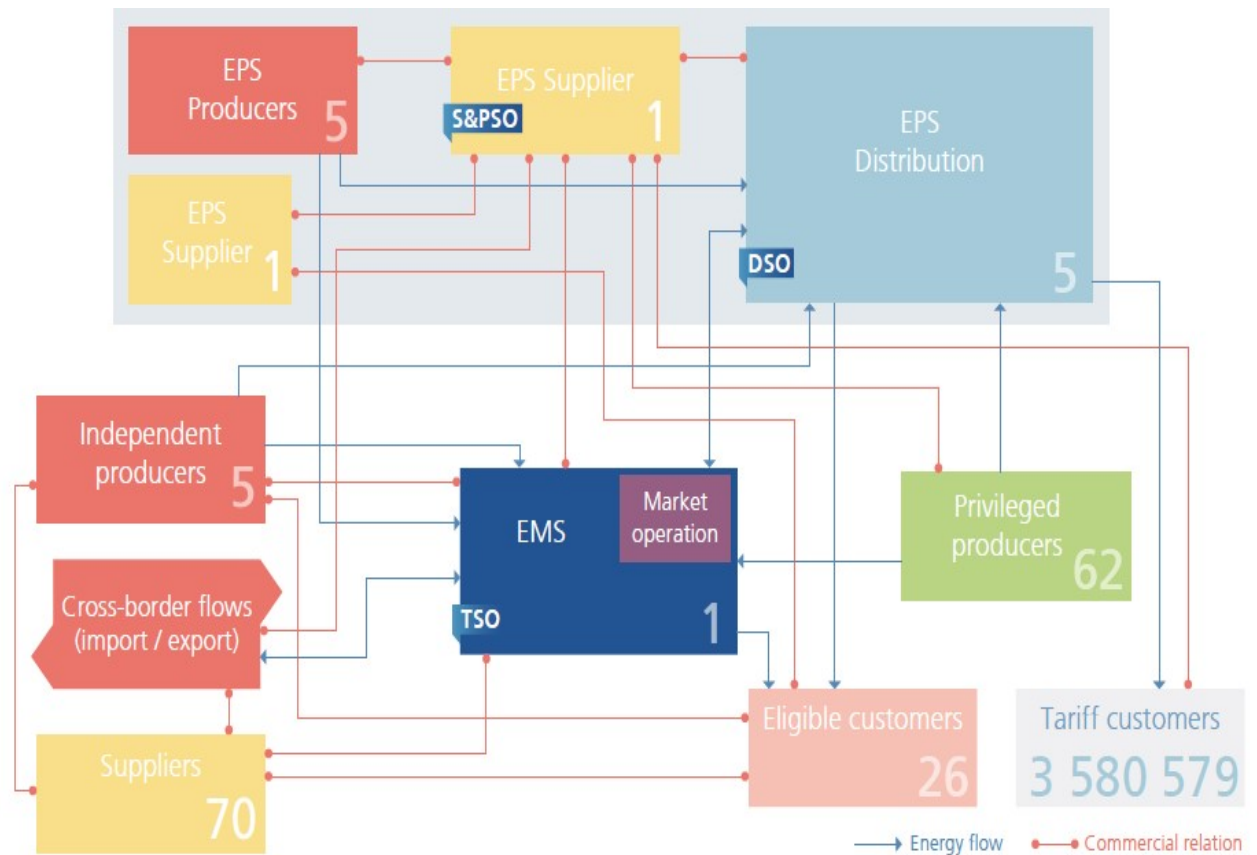 EPS
Producers
5
EPS Supplier
1
S&PSO
EPS
Distribution
5
DSO
EPS
Supplier
1
Independent
producers
5
EMS
Market
operation
1
TSO
Privileged
producers
62
Cross-border flows
(import / export)
Suppliers
70
Eligible customers
26
Tariff customers
3 580 579
Energy flow
Commercial relation